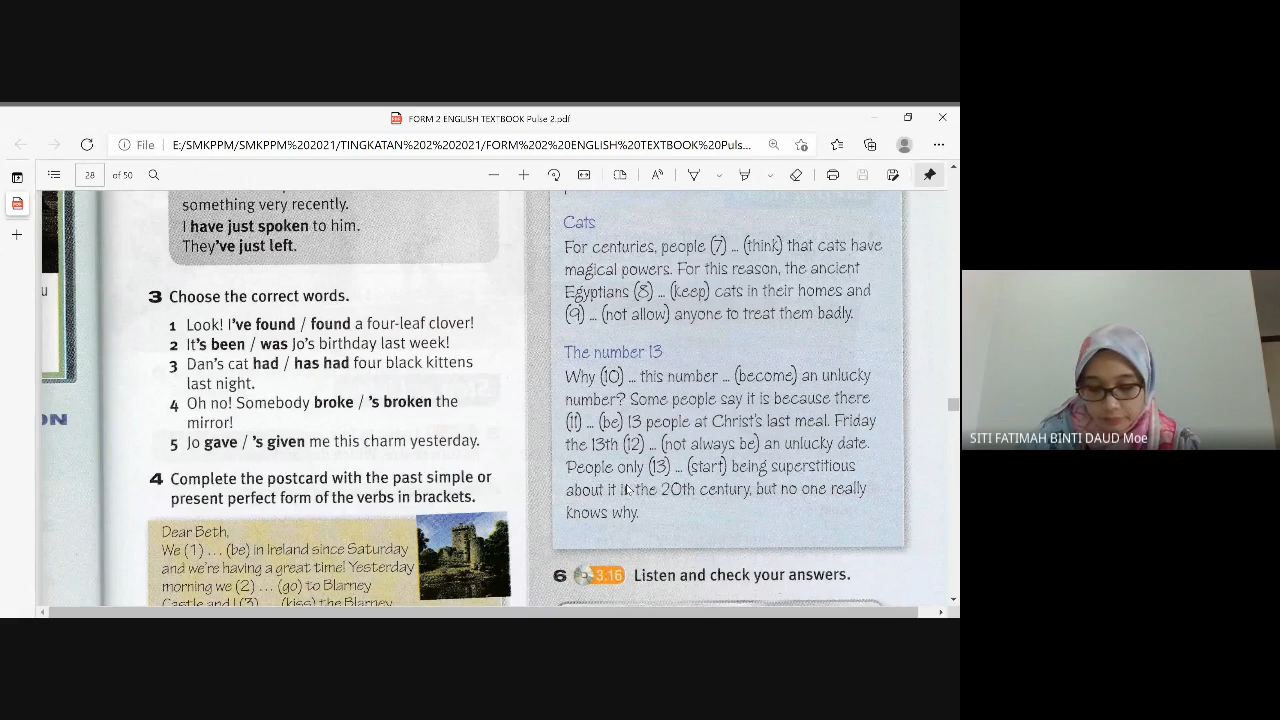 FORM 2 ENGLISH TEXTBOOK Pulse 2.pdf
File
E:/SMKPPM/SMKPPM%202021/TINGKATAN%202%202021/FORM%202%20ENGLISH%20TEXTBOOK%20Puls...
28
of 50
something very recently.
I have just spoken to him.
They've just left.
3 Choose the correct words.
1 Look! I've found / found a four-leaf clover!
2 It's been / was Jo's birthday last week!
3 Dan's cat had / has had four black kittens
last night.
4 Oh no! Somebody broke / 's broken the
mirror!
5 Jo gave / 's given me this charm yesterday.
4 Complete the postcard with the past simple or
present perfect form of the verbs in brackets.
Dear Beth,
We (1) ... (be) in Ireland since Saturday
and we're having a great time! Yesterday
morning we (2) ... (go) to Blarney
Castle and I (3) ... (kiss) the Blarney
Cats
For centuries, people (7) ... (think) that cats have
magical powers. For this reason, the ancient
Egyptians (8) ... (keep) cats in their homes and
(9) ... (not allow) anyone to treat them badly.
The number 13
Why (10) ... this number ... (become) an unlucky
number? Some people say it is because there
(11) ... (be) 13 people at Christ's last meal. Friday
the 13th (12) ... (not always be) an unlucky date.
People only (13) ... (start) being superstitious
about it in the 20th century, but no one really
knows why.
6 3.16 Listen and check your answers.
SITI FATIMAH BINTI DAUD Moe